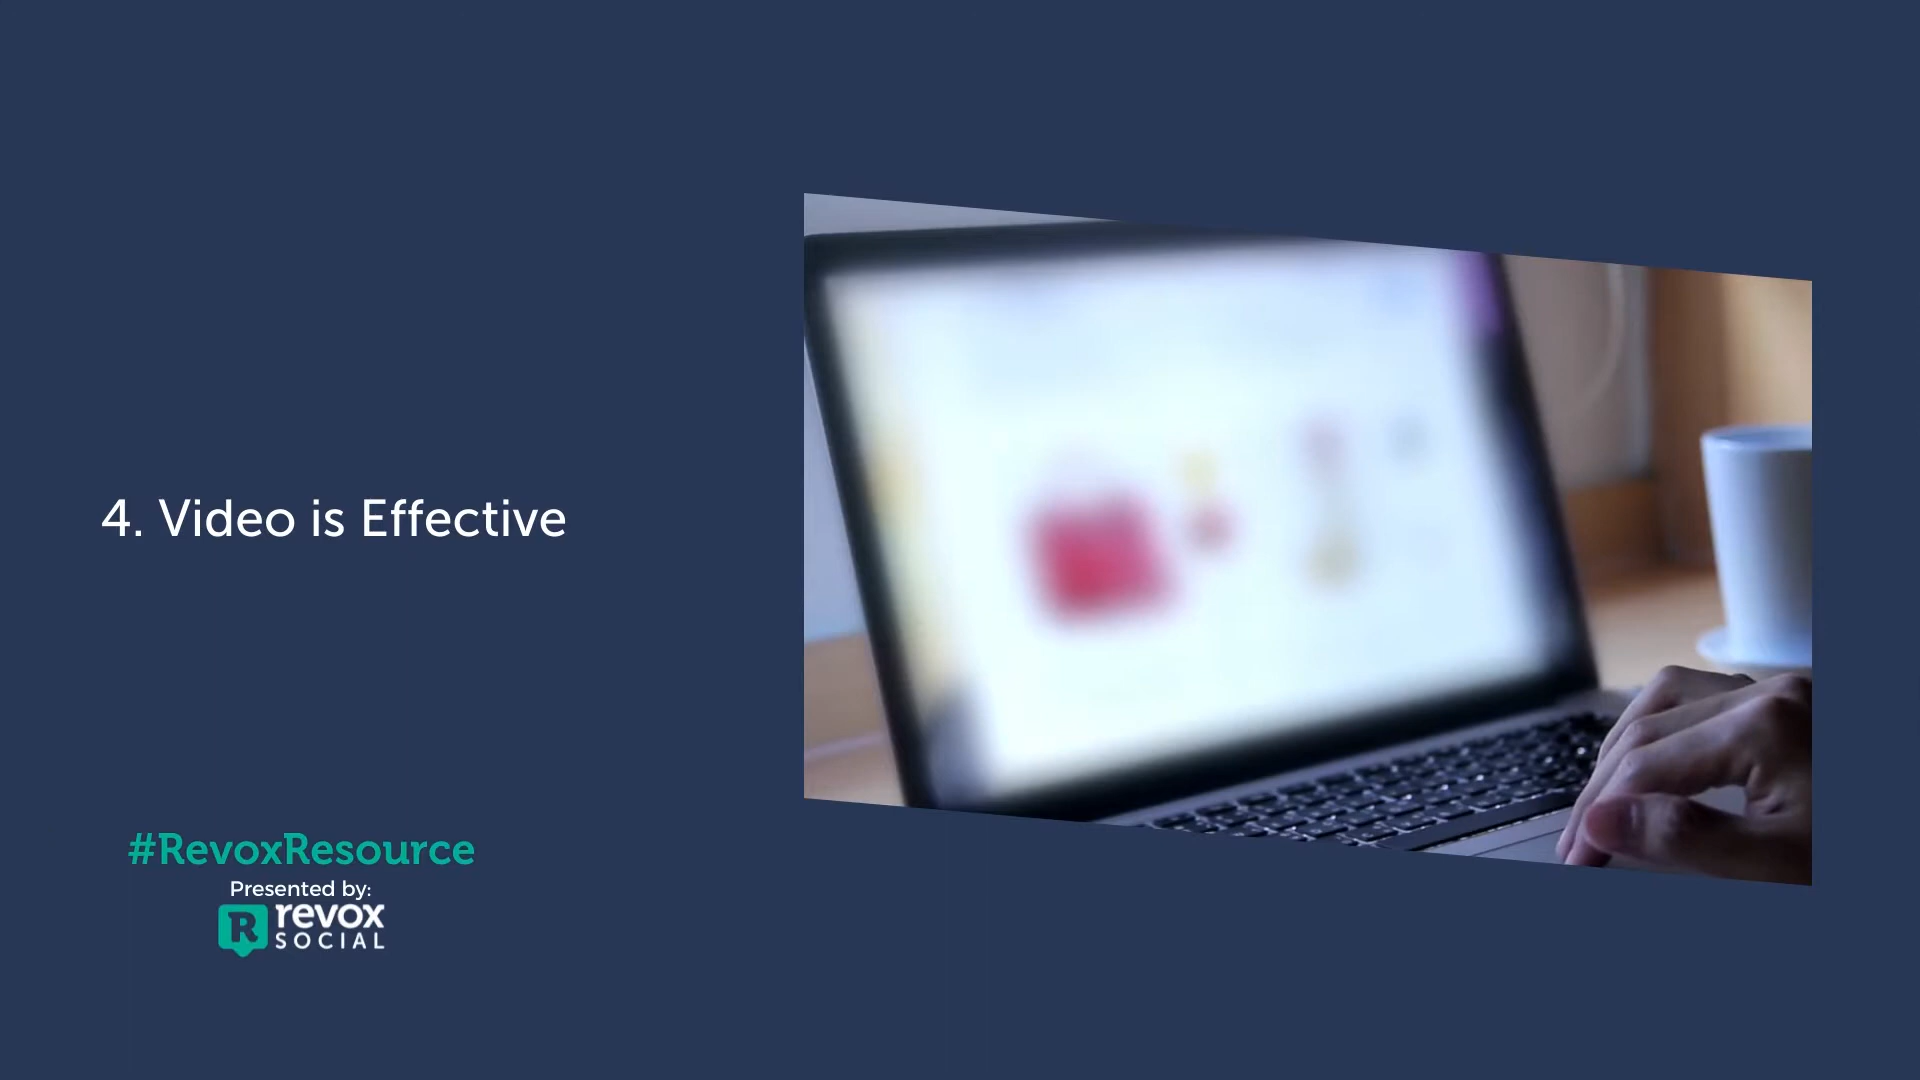 4. Video is Effective
#RevoxResource
Presented by:
R revox
SOCIAL